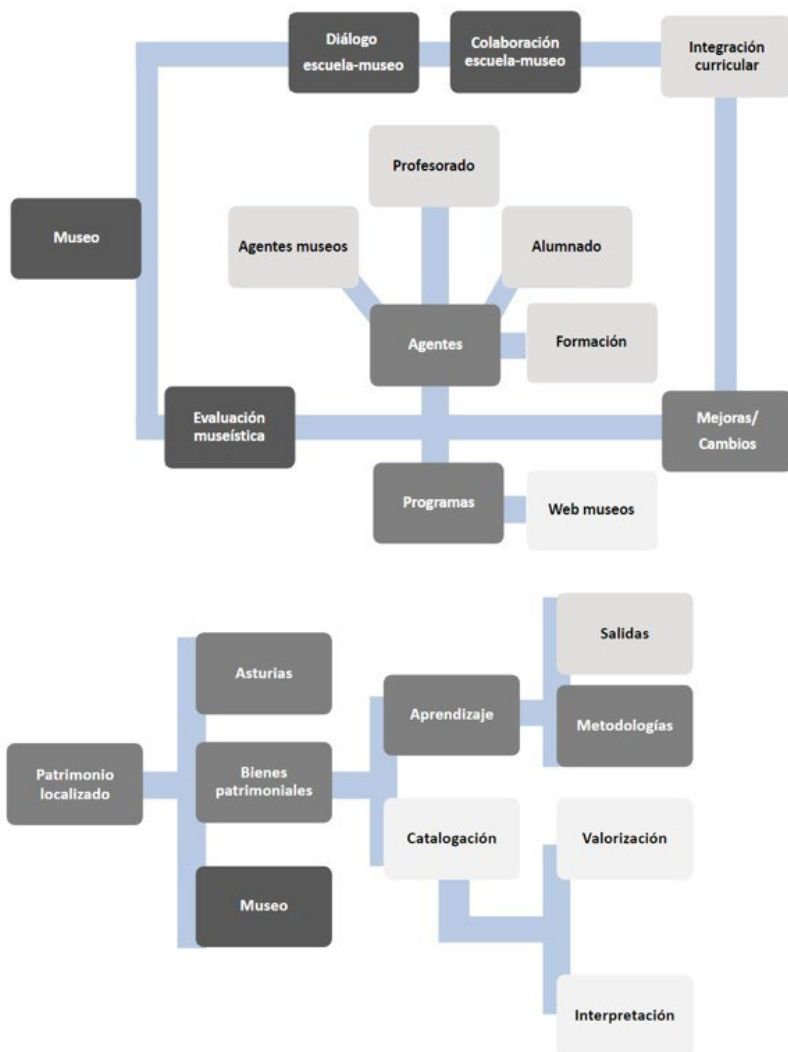 Diálogo
escuela-museo
Colaboración
escuela-museo
Integración
curricular
Profesorado
Museo
Agentes museos
Alumnado
Agentes
Formación
Evaluación
museística
Mejoras/
Cambios
Programas
Web museos
Salidas
Asturias
Aprendizaje
Metodologías
Patrimonio
localizado
Bienes
patrimoniales
Catalogación
Valorización
Museo
Interpretación